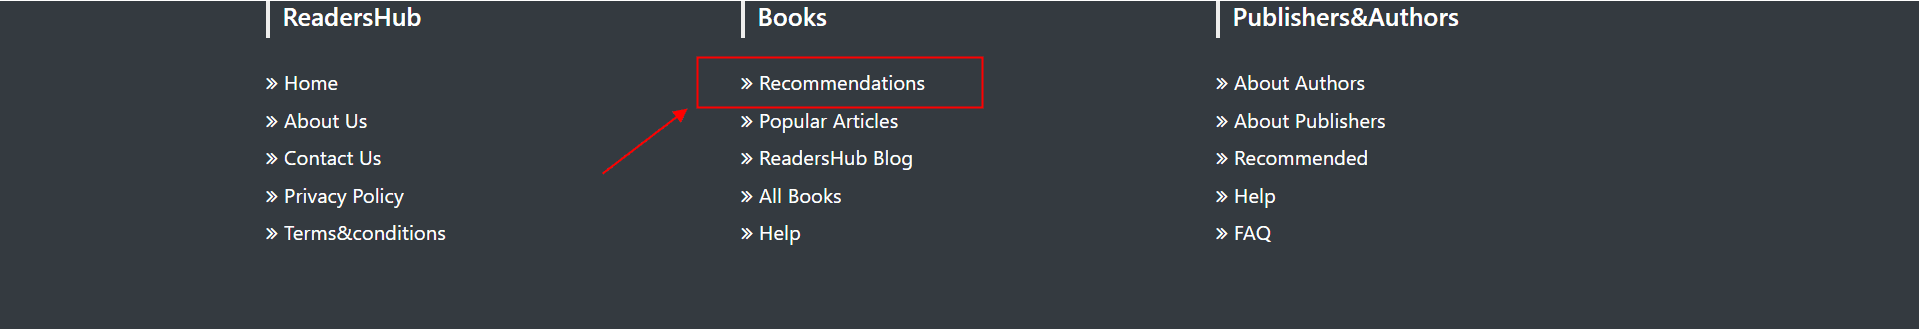 ReadersHub
» Home
» About Us
» Contact Us
» Privacy Policy
» Terms&conditions
Books
» Recommendations
» Popular Articles
» ReadersHub Blog
» All Books
» Help
Publishers&Authors
» About Authors
» About Publishers
» Recommended
» Help
» FAQ